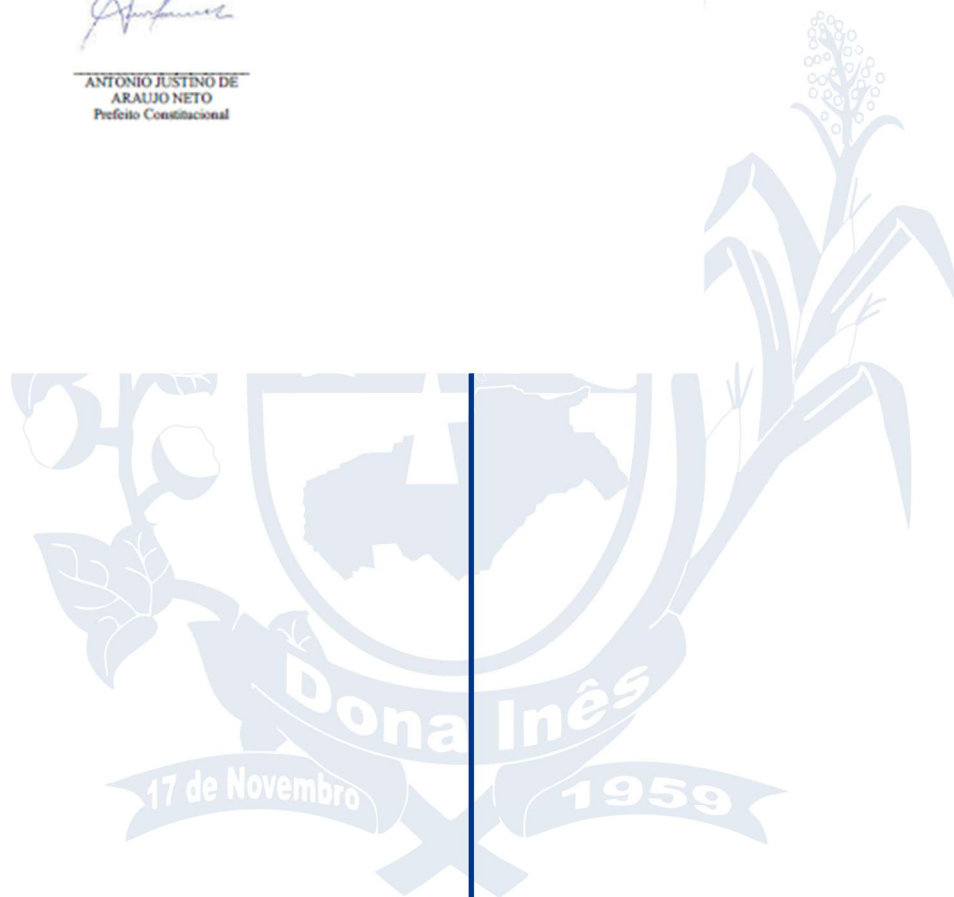 ANTONIO JUSTINO DE
ARAUJO NETO
Prefeito Constitucional
Dona Inês
17 de Novembro
1959